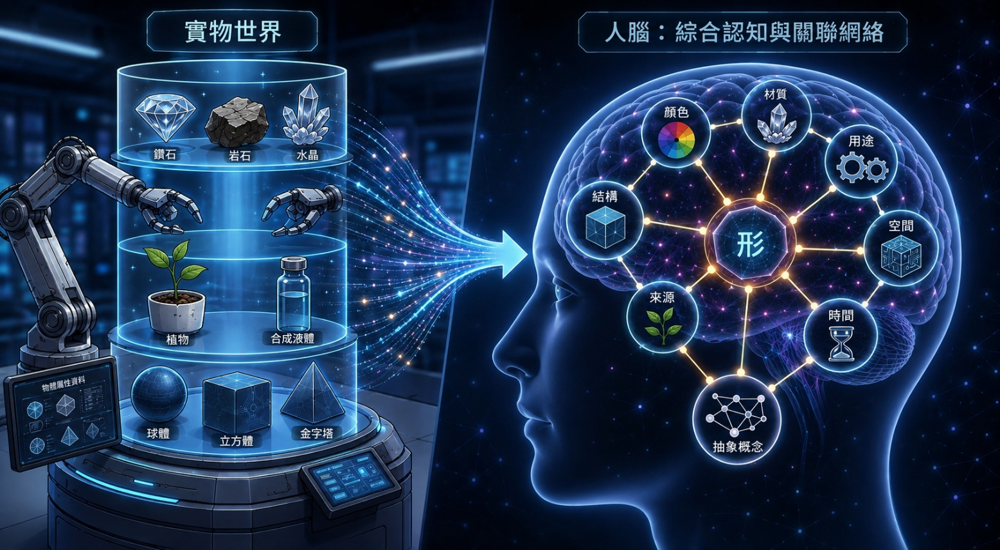 實物世界
鑽石
岩石
水晶
植物
合成液體
球體
立方體
金字塔
物體屬性資料
人腦：綜合認知與關聯網絡
顏色
材質
用途
結構
形
空間
來源
時間
抽象概念